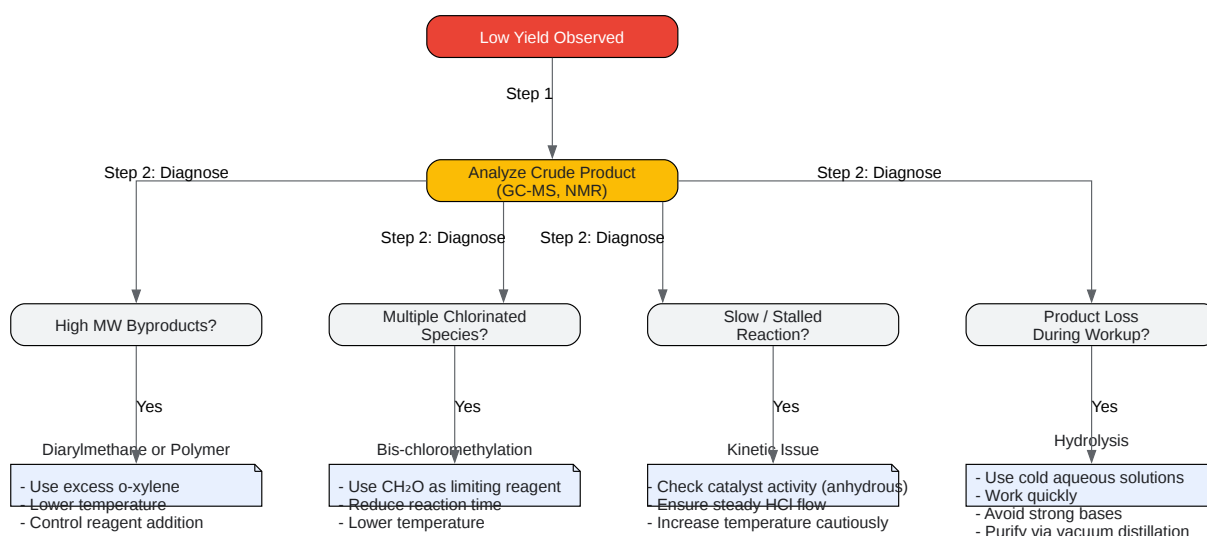 Low Yield Observed
Step 1
Step 2: Diagnose
Analyze Crude Product
(GC-MS, NMR)
Step 2: Diagnose
Step 2: Diagnose
Step 2: Diagnose
High MW Byproducts?
Multiple Chlorinated
Species?
Slow / Stalled
Reaction?
Product Loss
During Workup?
Yes
Yes
Yes
Yes
Diarylmethane or Polymer
- Use excess o-xylene
- Lower temperature
- Control reagent addition
Bis-chloromethylation
- Use CH₂O as limiting reagent
- Reduce reaction time
- Lower temperature
Kinetic Issue
- Check catalyst activity (anhydrous)
- Ensure steady HCl flow
- Increase temperature cautiously
Hydrolysis
- Use cold aqueous solutions
- Work quickly
- Avoid strong bases
- Purify via vacuum distillation